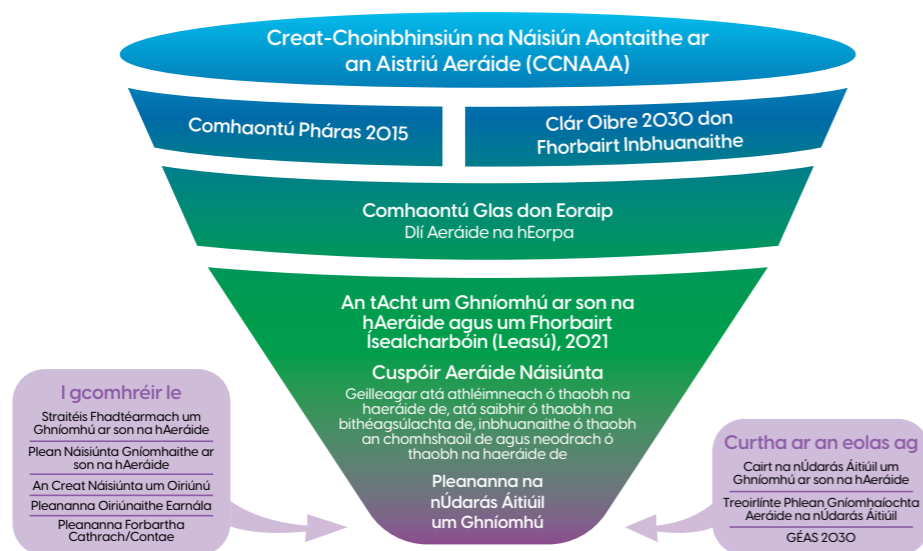 Creat-Choinbhinsiún na Náisiún Aontaithe ar
an Aistriú Aeráide (CCNAAA)
Comhaontú Pháras 2015
Clár Oibre 2030 don
Fhorbairt Inbhuanaithe
Comhaontú Glas don Eoraip
Dlí Aeráide na hEorpa
An tAcht um Ghníomhú ar son na
hAeráide agus um Fhorbairt
Ísealcharbóin (Leasú), 2021
Cuspóir Aeráide Náisiúnta
Geilleagar atá athléimneach ó thaobh na
haeráide de, atá saibhir ó thaobh na
bithéagsúlachta de, inbhuanaithe ó thaobh
an chomhshaoil de agus neodrach ó
thaobh na haeráide de
Pleananna na
nÚdarás Áitiúil
um Ghníomhú
I gcomhréir le
Straitéis Fhadtéarmach um
Ghníomhú ar son na hAeráide
Plean Náisiúnta Gníomhaithe ar
son na hAeráide
An Creat Náisiúnta um Oiriúnú
Pleananna Oiriúnaithe Earnála
Pleananna Forbartha
Cathrach/Contae
Curtha ar an eolas ag
Cairt na nÚdarás Áitiúil um
Ghníomhú ar son na hAeráide
Treoirlínte Phlean Gníomhaíochta
Aeráide na nÚdarás Áitiúil
GÉAS 2030